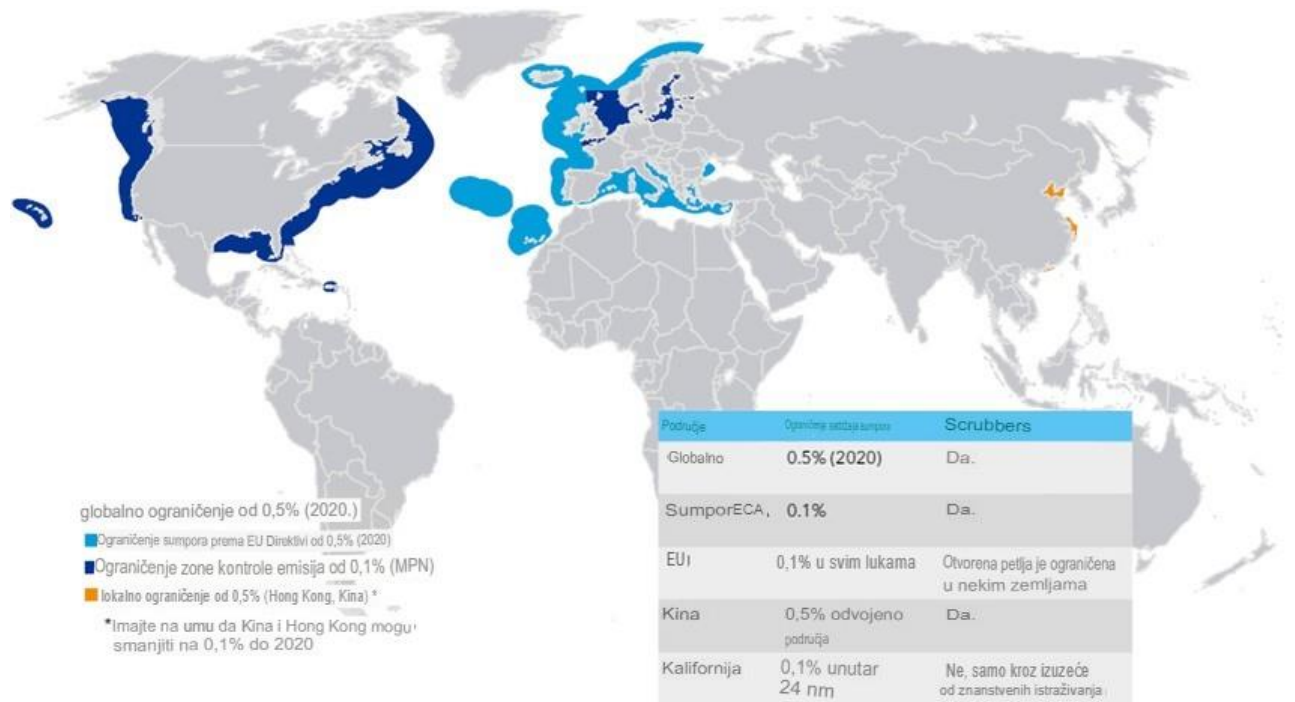 Područje Ograničenje sadržaja sumpora Scrubbers
Globalno 0.5% (2020) Da.
SumporECA, 0.1% Da.
EU 0,1% u svim lukama Otvorena petlja je ograničena
u nekim zemljama
Kina 0,5% odvojeno Da.
područja
Kalifornija 0,1% unutar Ne, samo kroz izuzeće
24 nm od znanstvenih istraživanja
globalno ograničenje od 0,5% (2020.)
Ograničenje sumpora prema EU Direktivi od 0,5% (2020)
Ograničenje zone kontrole emisija od 0,1% (MPN)
lokalno ograničenje od 0,5% (Hong Kong, Kina) *
*Imajte na umu da Kina i Hong Kong mogu
smanjiti na 0,1% do 2020